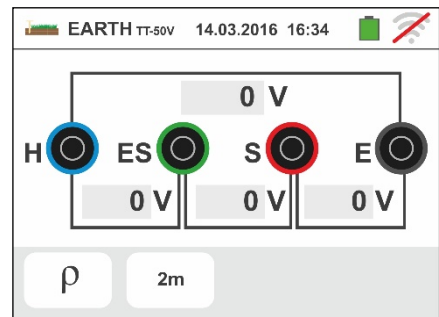 EARTH TT-50V 14.03.2016 16:34
0 V
H ES S E
0 V 0 V 0 V
ρ 2m